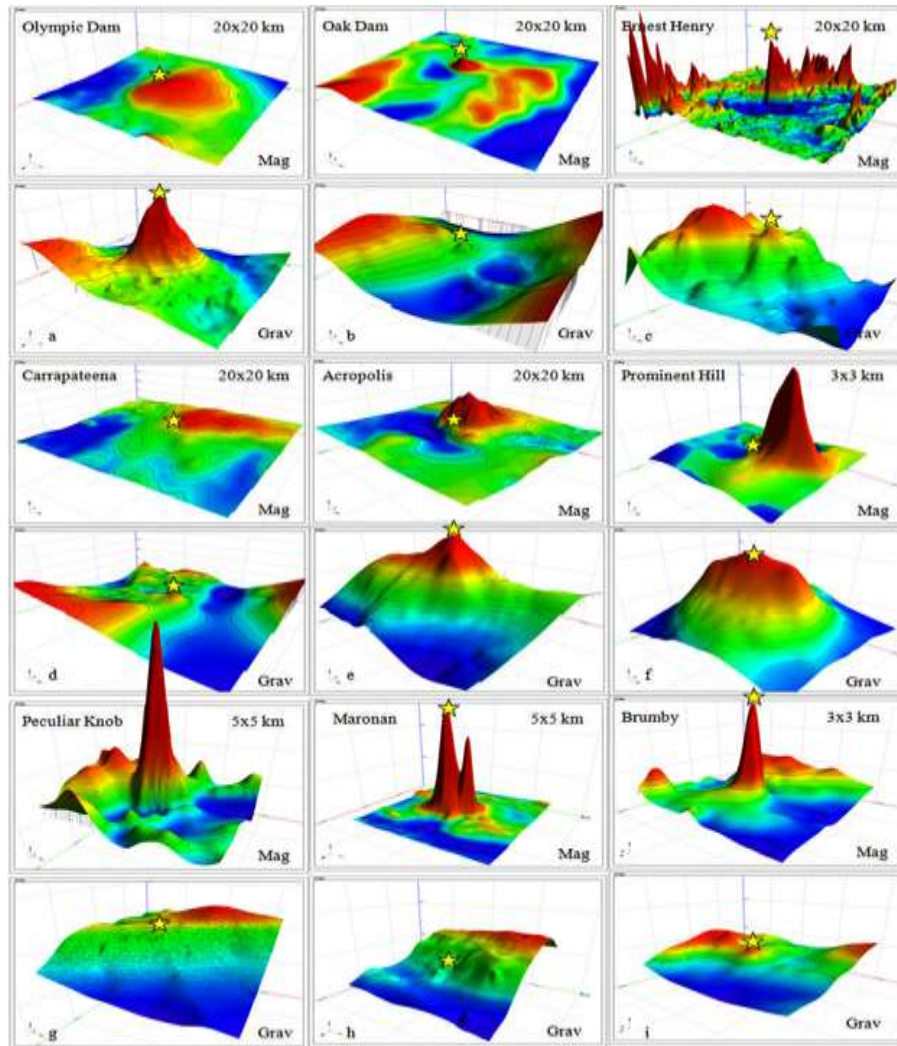 Olympic Dam 20x20 km
Oak Dam 20x20 km
Ernest Henry 20x20 km
Mag
Mag
Mag
a Grav
b Grav
c Grav
Carrapateena 20x20 km
Acropolis 20x20 km
Prominent Hill 3x3 km
Mag
Mag
Mag
d Grav
e Grav
f Grav
Peculiar Knob 5x5 km
Maronan 5x5 km
Brumby 3x3 km
Mag
Mag
Mag
g Grav
h Grav
i Grav